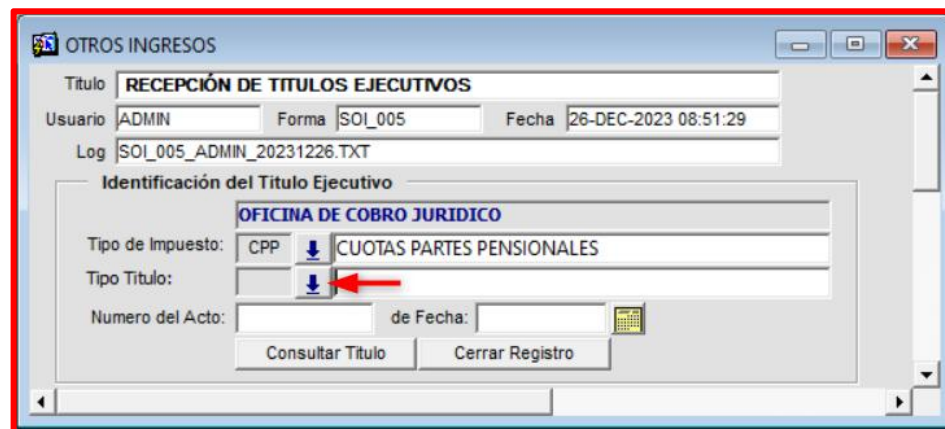 OTROS INGRESOS
Titulo RECEPCIÓN DE TITULOS EJECUTIVOS
Usuario ADMIN Forma SOI_005 Fecha 26-DEC-2023 08:51:29
Log SOI_005_ADMIN_20231226.TXT
Identificación del Titulo Ejecutivo
OFICINA DE COBRO JURIDICO
Tipo de Impuesto: CPP CUOTAS PARTES PENSIONALES
Tipo Titulo:
Numero del Acto: de Fecha:
Consultar Titulo Cerrar Registro